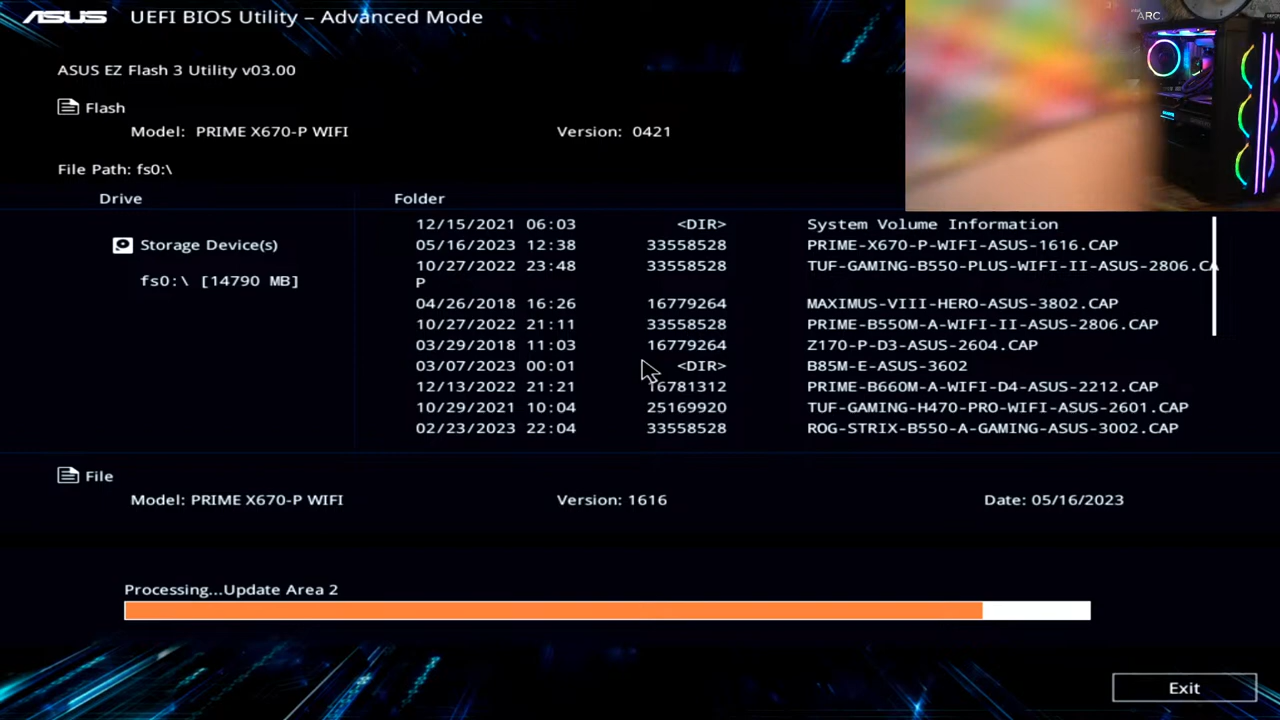 ASUS UEFI BIOS Utility – Advanced Mode
intel ARC
ASUS EZ Flash 3 Utility v03.00
Flash
Model: PRIME X670-P WIFI Version: 0421
File Path: fs0:\
Drive Folder
12/15/2021 06:03 <DIR> System Volume Information
Storage Device(s) 05/16/2023 12:38 33558528 PRIME-X670-P-WIFI-ASUS-1616.CAP
10/27/2022 23:48 33558528 TUF-GAMING-B550-PLUS-WIFI-II-ASUS-2806.CA
fs0:\ [14790 MB] P
04/26/2018 16:26 16779264 MAXIMUS-VIII-HERO-ASUS-3802.CAP
10/27/2022 21:11 33558528 PRIME-B550M-A-WIFI-II-ASUS-2806.CAP
03/29/2018 11:03 16779264 Z170-P-D3-ASUS-2604.CAP
03/07/2023 00:01 <DIR> B85M-E-ASUS-3602
12/13/2022 21:21 16781312 PRIME-B660M-A-WIFI-D4-ASUS-2212.CAP
10/29/2021 10:04 25169920 TUF-GAMING-H470-PRO-WIFI-ASUS-2601.CAP
02/23/2023 22:04 33558528 ROG-STRIX-B550-A-GAMING-ASUS-3002.CAP
File
Model: PRIME X670-P WIFI Version: 1616 Date: 05/16/2023
Processing...Update Area 2
Exit